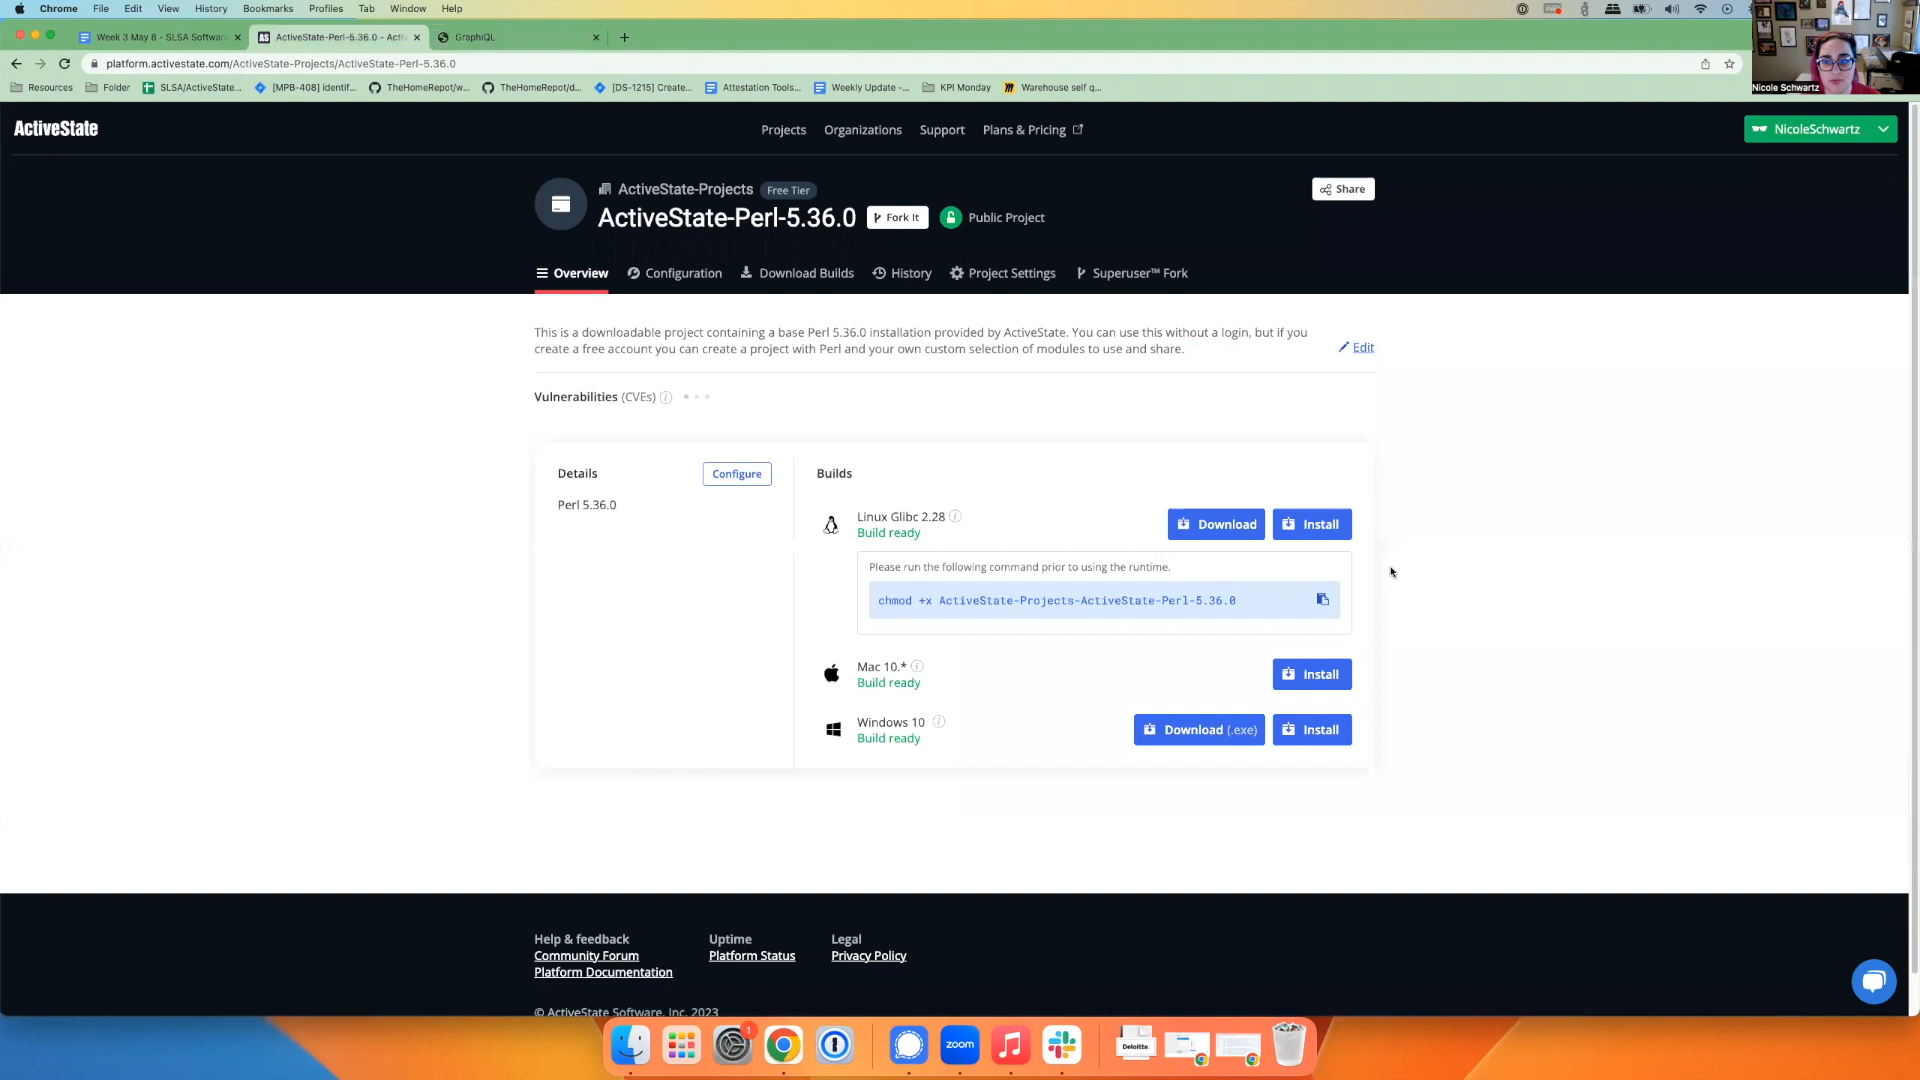 Chrome File Edit View History Bookmarks Profiles Tab Window Help
Week 3 May 8 - SLSA Software
ActiveState-Perl-5.36.0 - Activ
GraphiQL
platform.activestate.com/ActiveState-Projects/ActiveState-Perl-5.36.0
Resources Folder SLSA/ActiveState... [MPB-408] identif... TheHomeRepot/w... TheHomeRepot/d... [DS-1215] Create... Attestation Tools... Weekly Update -... KPI Monday Warehouse self q...
Nicole Schwartz
ActiveState
Projects Organizations Support Plans & Pricing
NicoleSchwartz
ActiveState-Projects Free Tier
Share
ActiveState-Perl-5.36.0 Fork It Public Project
Overview Configuration Download Builds History Project Settings Superuser™ Fork
This is a downloadable project containing a base Perl 5.36.0 installation provided by ActiveState. You can use this without a login, but if you
create a free account you can create a project with Perl and your own custom selection of modules to use and share.
Edit
Vulnerabilities (CVEs)
Details Configure
Perl 5.36.0
Builds
Linux Glibc 2.28
Build ready
Download Install
Please run the following command prior to using the runtime.
chmod +x ActiveState-Projects-ActiveState-Perl-5.36.0
Mac 10.*
Build ready
Install
Windows 10
Build ready
Download (.exe) Install
Help & feedback
Community Forum
Platform Documentation
Uptime
Platform Status
Legal
Privacy Policy
© ActiveState Software, Inc. 2023
1
zoom
Deloitte.